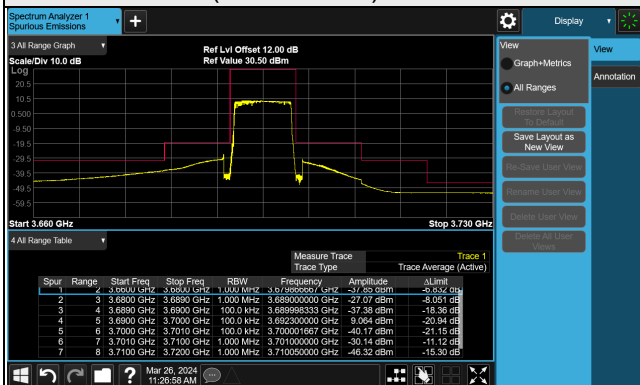 Spectrum Analyzer 1
Spurious Emissions
Display
3 All Range Graph
Ref Lvl Offset 12.00 dB
Scale/Div 10.0 dB
Ref Value 30.50 dBm
Log
20.5
10.5
0.500
-9.50
-19.5
-29.5
-39.5
-49.5
-59.5
Start 3.660 GHz
Stop 3.730 GHz
4 All Range Table
Measure Trace Trace 1
Trace Type Trace Average (Active)
Spur Range Start Freq Stop Freq RBW Frequency Amplitude ΔLimit
1 2 3.6600 GHz 3.6800 GHz 1.000 MHz 3.679866667 GHz -37.85 dBm -6.832 dB
2 3 3.6800 GHz 3.6890 GHz 1.000 MHz 3.689000000 GHz -27.07 dBm -8.051 dB
3 4 3.6890 GHz 3.6900 GHz 100.0 kHz 3.689998333 GHz -37.38 dBm -18.36 dB
4 5 3.6900 GHz 3.7000 GHz 100.0 kHz 3.692300000 GHz 9.064 dBm -20.94 dB
5 6 3.7000 GHz 3.7010 GHz 100.0 kHz 3.700001667 GHz -40.17 dBm -21.15 dB
6 7 3.7010 GHz 3.7100 GHz 1.000 MHz 3.701000000 GHz -30.14 dBm -11.12 dB
7 8 3.7100 GHz 3.7200 GHz 1.000 MHz 3.710050000 GHz -46.32 dBm -15.30 dB
View
Graph+Metrics
All Ranges
Restore Layout
To Default
Save Layout as
New View
Re-Save User View
Rename User View
Delete User View
Delete All User
Views
View
Annotation
Mar 26, 2024
11:26:58 AM